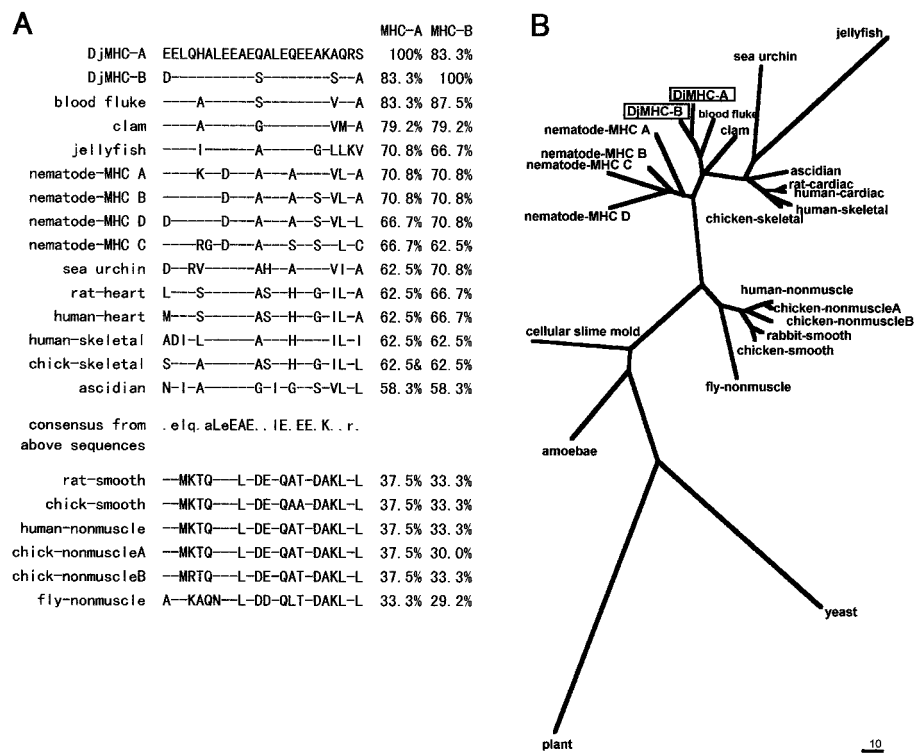 A
MHC-A MHC-B
DjMHC-A EELQHALEEAEQALEQEEAKAQRS 100% 83.3%
DjMHC-B D----------S--------S--A 83.3% 100%
blood fluke ----A------S--------V--A 83.3% 87.5%
clam ----A------G--------VM-A 79.2% 79.2%
jellyfish ----I------A------G-LLKV 70.8% 66.7%
nematode-MHC A ----K--D---A---A----VL-A 70.8% 70.8%
nematode-MHC B -------D---A---A----VL-A 70.8% 70.8%
nematode-MHC D D------D---A---A--S-VL-L 66.7% 70.8%
nematode-MHC C ----RG-D---A---S--S--L-C 66.7% 62.5%
sea urchin D--RV------AH--A----VI-A 62.5% 70.8%
rat-heart L---S------AS--H--G-IL-A 62.5% 66.7%
human-heart M---S------AS--H--G-IL-A 62.5% 66.7%
human-skeletal ADI-L------A---H----IL-I 62.5% 62.5%
chick-skeletal S---A------AS--H--G-IL-A 62.5& 62.5%
ascidian N-I-A------G-I-G--S-VL-L 58.3% 58.3%
consensus from .elq.aLeEAE..lE.EE.K..r.
above sequences
rat-smooth --MKTQ---L-DE-QAT-DAKL-L 37.5% 33.3%
chick-smooth --MKTQ---L-DE-QAA-DAKL-L 37.5% 33.3%
human-nonmuscle --MKTQ---L-DE-QAT-DAKL-L 37.5% 33.3%
chick-nonmuscleA --MKTQ---L-DE-QAT-DAKL-L 37.5% 30.0%
chick-nonmuscleB --MRTQ---L-DE-QAT-DAKL-L 37.5% 33.3%
fly-nonmuscle A--KAQN--L-DD-QLT-DAKL-L 33.3% 29.2%
B
jellyfish
sea urchin
DjMHC-A
DjMHC-B
blood fluke
clam
nematode-MHC A
nematode-MHC B
nematode-MHC C
nematode-MHC D
ascidian
rat-cardiac
human-cardiac
human-skeletal
chicken-skeletal
human-nonmuscle
chicken-nonmuscleA
chicken-nonmuscleB
rabbit-smooth
chicken-smooth
fly-nonmuscle
cellular slime mold
amoebae
yeast
plant
10